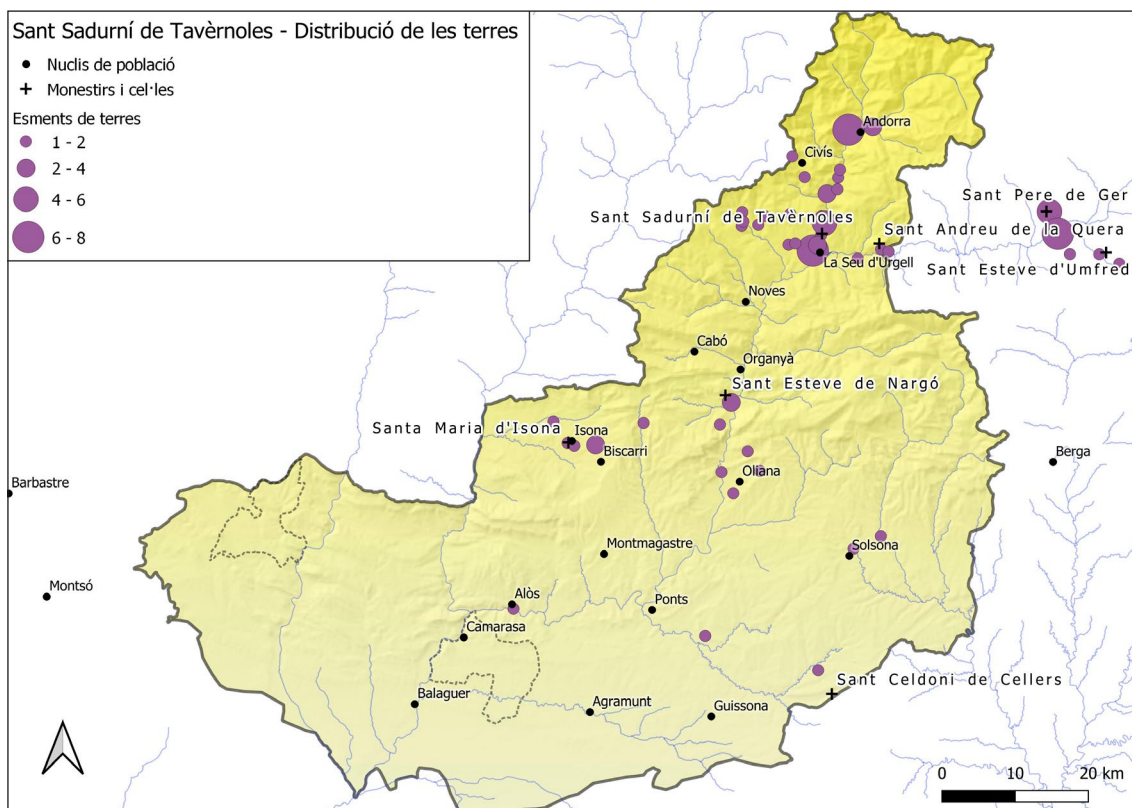 Sant Sadurní de Tavèrnoles - Distribució de les terres
Nuclis de població
Monestirs i cel·les
Esments de terres
1 - 2
2 - 4
4 - 6
6 - 8
Andorra
Civís
Sant Pere de Ger
Sant Sadurní de Tavèrnoles
Sant Andreu de la Quera
La Seu d'Urgell
Sant Esteve d'Umfred
Noves
Cabó
Organyà
Sant Esteve de Nargó
Santa Maria d'Isona
Isona
Biscarri
Berga
Oliana
Barbastre
Montmagastre
Solsona
Montsó
Alòs
Ponts
Camarasa
Sant Celdoni de Cellers
Balaguer
Agramunt
Guissona
0 10 20 km